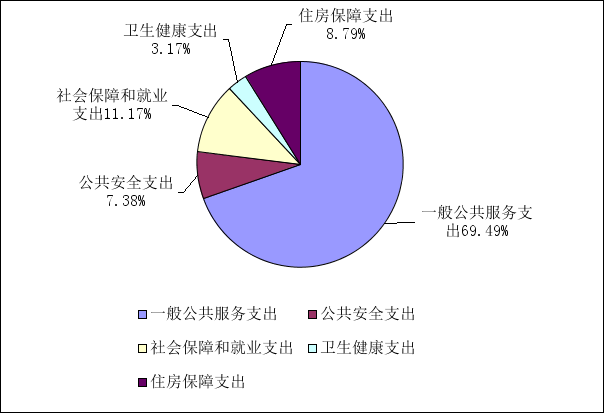 住房保障支出
8.79%
卫生健康支出
3.17%
社会保障和就业
支出11.17%
公共安全支出
7.38%
一般公共服务支
出69.49%
一般公共服务支出
公共安全支出
社会保障和就业支出
卫生健康支出
住房保障支出